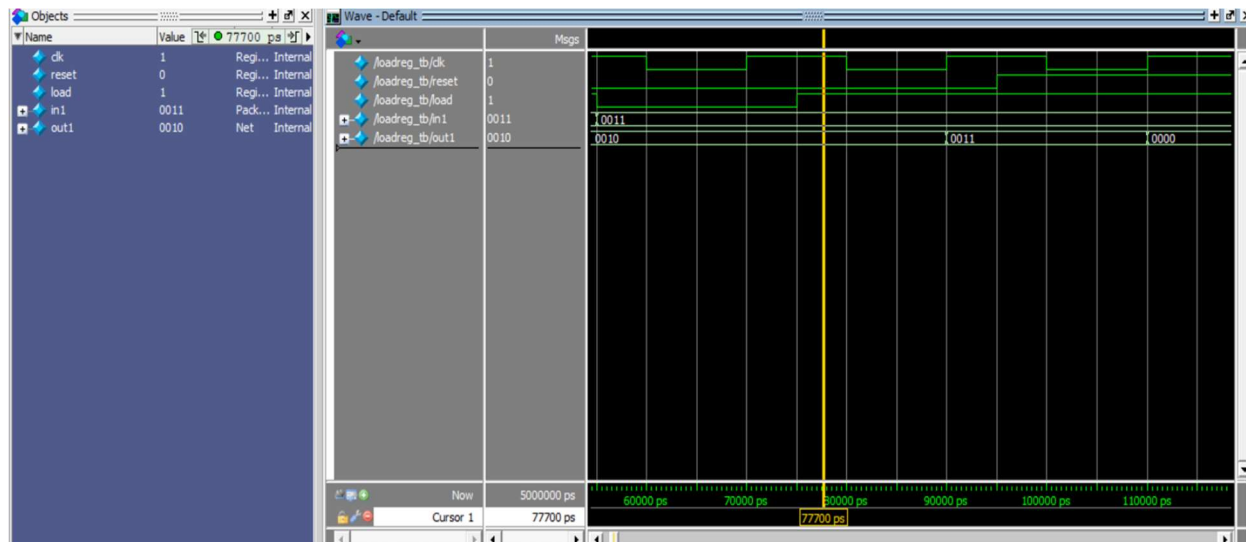 Objects
Name Value 77700 ps
clk 1 Regi... Internal
reset 0 Regi... Internal
load 1 Regi... Internal
in1 0011 Pack... Internal
out1 0010 Net Internal
Wave - Default
Msgs
/loadreg_tb/clk 1
/loadreg_tb/reset 0
/loadreg_tb/load 1
/loadreg_tb/in1 0011 0011
/loadreg_tb/out1 0010 0010 0011 0000
Now 5000000 ps 60000 ps 70000 ps 80000 ps 90000 ps 100000 ps 110000 ps
Cursor 1 77700 ps 77700 ps